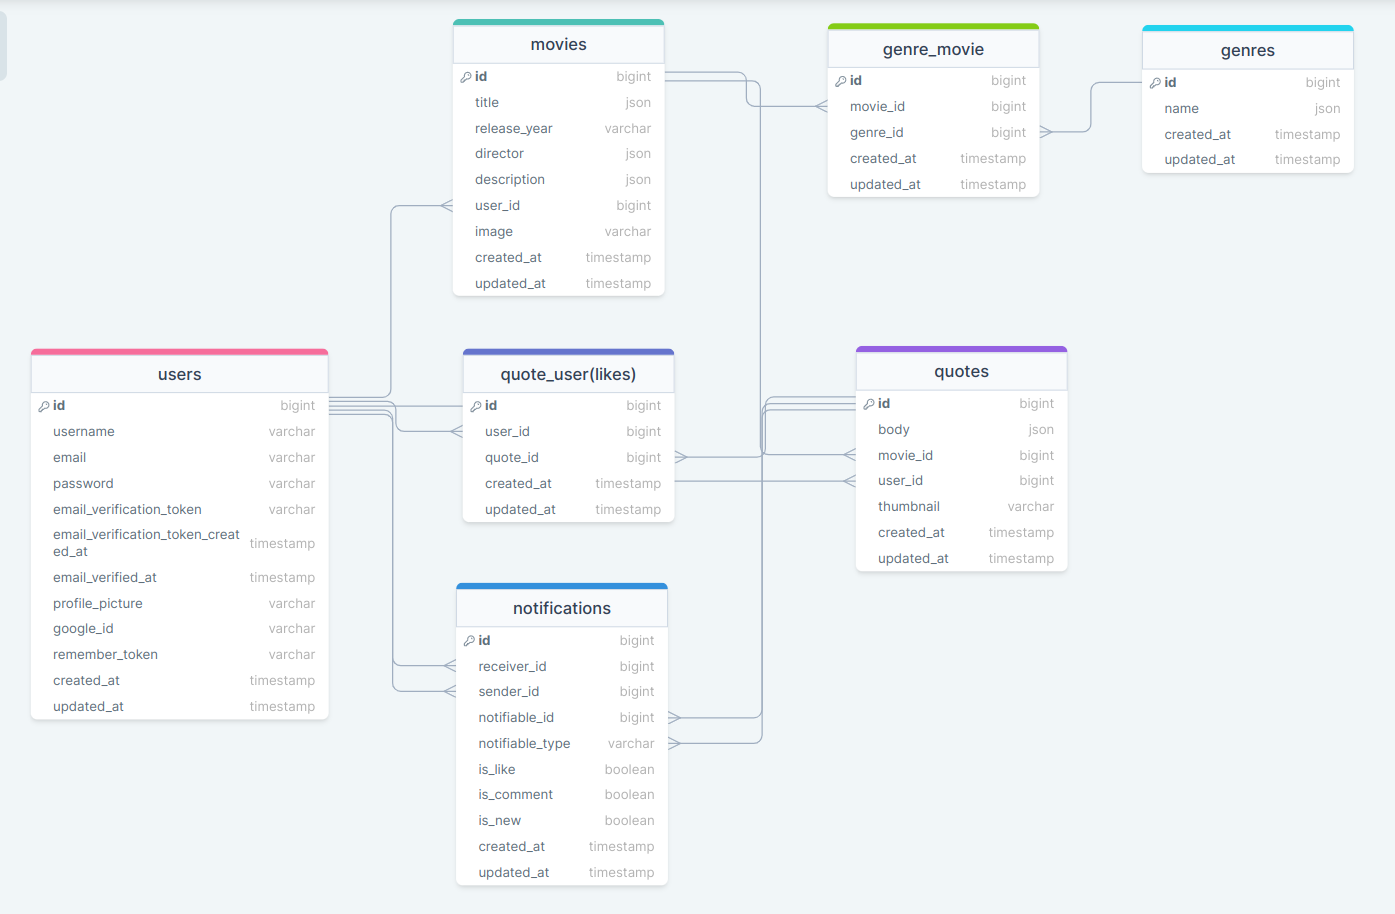 movies
id bigint
title json
release_year varchar
director json
description json
user_id bigint
image varchar
created_at timestamp
updated_at timestamp
genre_movie
id bigint
movie_id bigint
genre_id bigint
created_at timestamp
updated_at timestamp
genres
id bigint
name json
created_at timestamp
updated_at timestamp
users
id bigint
username varchar
email varchar
password varchar
email_verification_token varchar
email_verification_token_creat
ed_at timestamp
email_verified_at timestamp
profile_picture varchar
google_id varchar
remember_token varchar
created_at timestamp
updated_at timestamp
quote_user(likes)
id bigint
user_id bigint
quote_id bigint
created_at timestamp
updated_at timestamp
quotes
id bigint
body json
movie_id bigint
user_id bigint
thumbnail varchar
created_at timestamp
updated_at timestamp
notifications
id bigint
receiver_id bigint
sender_id bigint
notifiable_id bigint
notifiable_type varchar
is_like boolean
is_comment boolean
is_new boolean
created_at timestamp
updated_at timestamp